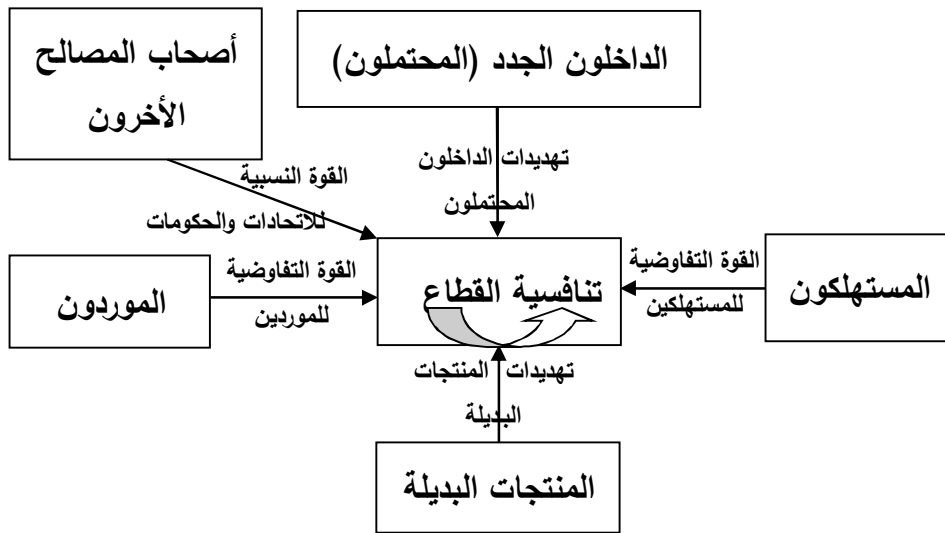 أصحاب المصالح
الأخرون
الداخلون الجدد (المحتملون)
القوة النسبية
للاتحادات والحكومات
تهديدات الداخلون
المحتملون
الموردون
القوة التفاوضية
للموردين
تنافسية القطاع
القوة التفاوضية
للمستهلكين
المستهلكون
تهديدات المنتجات
البديلة
المنتجات البديلة